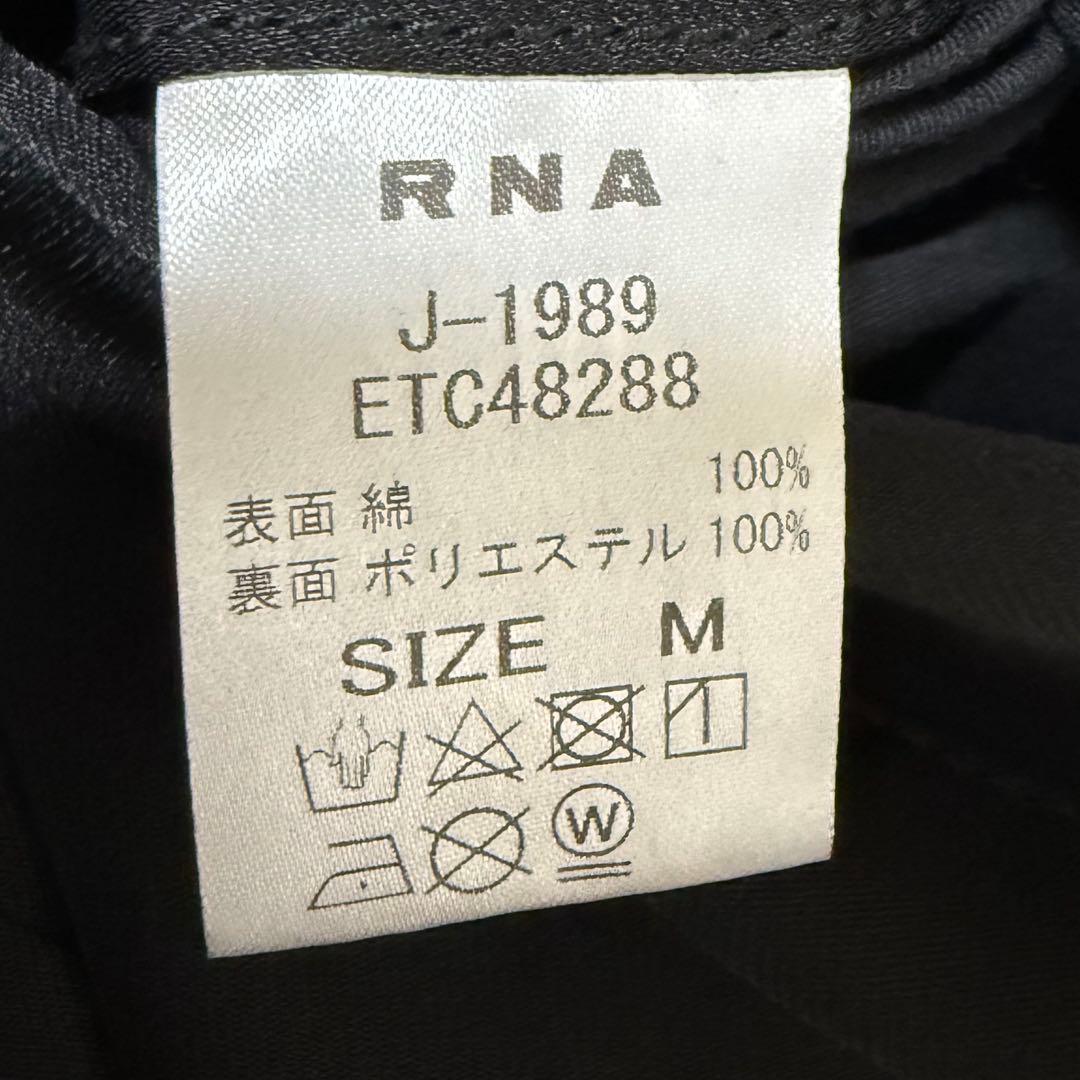 RNA
J-1989
ETC48288
表面 綿 100%
裏面 ポリエステル 100%
SIZE M
W